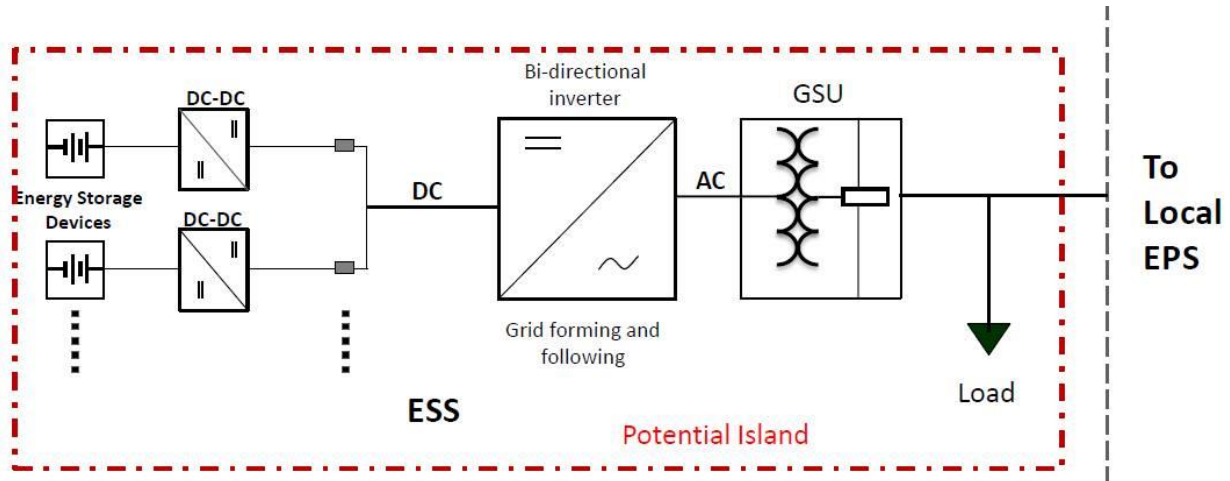 Bi-directional
inverter
GSU
DC-DC
Energy Storage
Devices
DC-DC
DC
AC
To
Local
EPS
Grid forming and
following
Load
ESS
Potential Island